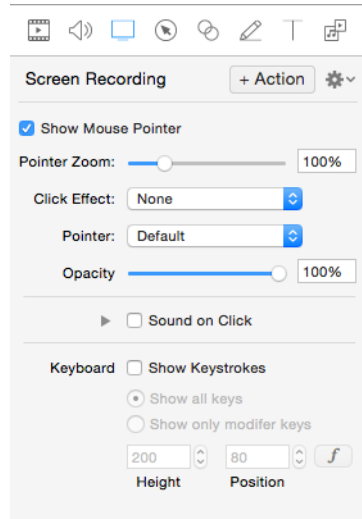 Screen Recording + Action
Show Mouse Pointer
Pointer Zoom: 100%
Click Effect: None
Pointer: Default
Opacity 100%
Sound on Click
Keyboard Show Keystrokes
Show all keys
Show only modifer keys
200 80 f
Height Position